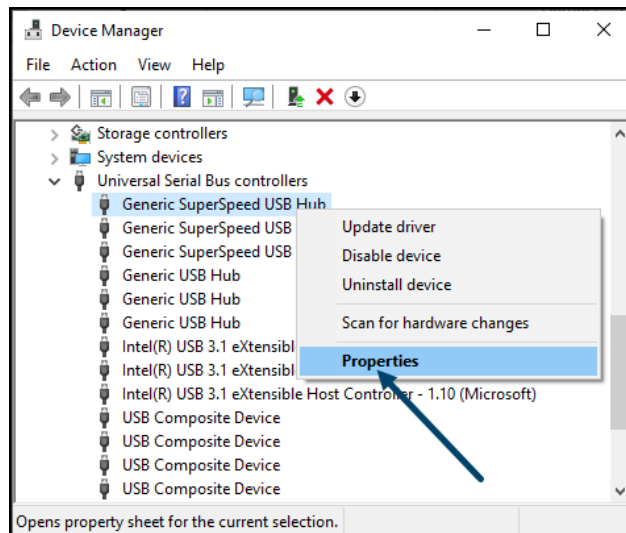 Device Manager
File Action View Help
Storage controllers
System devices
Universal Serial Bus controllers
Generic SuperSpeed USB Hub
Generic SuperSpeed USB
Generic SuperSpeed USB
Generic USB Hub
Generic USB Hub
Generic USB Hub
Intel(R) USB 3.1 eXtensibl
Intel(R) USB 3.1 eXtensibl
Intel(R) USB 3.1 eXtensible Host Controller - 1.10 (Microsoft)
USB Composite Device
USB Composite Device
USB Composite Device
USB Composite Device
Update driver
Disable device
Uninstall device
Scan for hardware changes
Properties
Opens property sheet for the current selection.